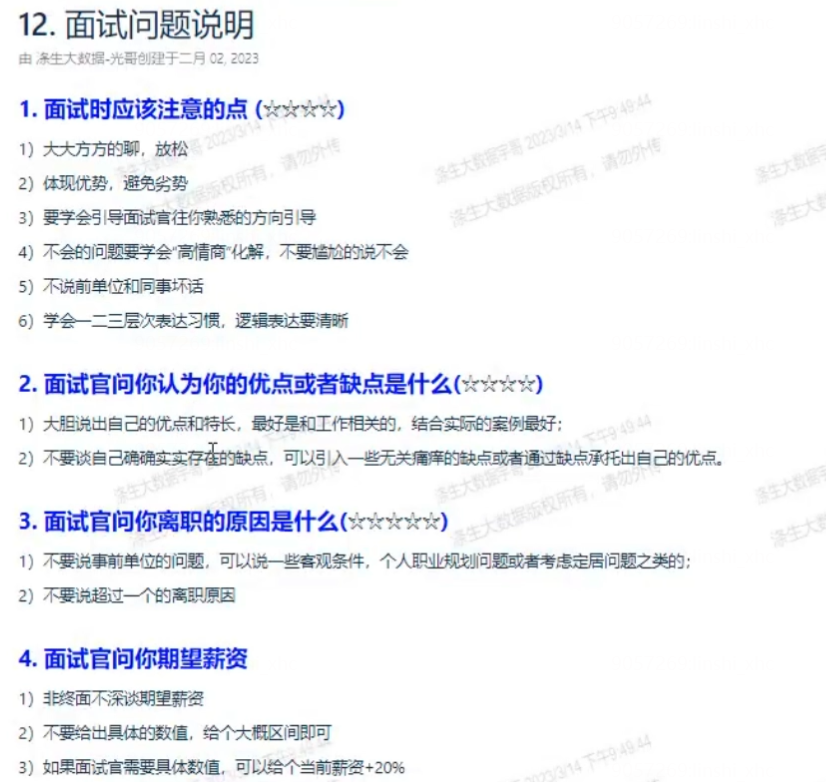 12. 面试问题说明
由 涤生大数据-光哥创建于二月 02, 2023
1. 面试时应该注意的点 (☆☆☆☆)
1）大大方方的聊，放松
2）体现优势，避免劣势
3）要学会引导面试官往你熟悉的方向引导
4）不会的问题要学会“高情商”化解，不要尴尬的说不会
5）不说前单位和同事坏话
6）学会一二三层次表达习惯，逻辑表达要清晰
2. 面试官问你认为你的优点或者缺点是什么(☆☆☆☆)
1）大胆说出自己的优点和特长，最好是和工作相关的，结合实际的案例最好；
2）不要谈自己确确实实存在的缺点，可以引入一些无关痛痒的缺点或者通过缺点承托出自己的优点。
3. 面试官问你离职的原因是什么(☆☆☆☆☆)
1）不要说事前单位的问题，可以说一些客观条件，个人职业规划问题或者考虑定居问题之类的；
2）不要说超过一个的离职原因
4. 面试官问你期望薪资
1）非终面不深谈期望薪资
2）不要给出具体的数值，给个大概区间即可
3）如果面试官需要具体数值，可以给个当前薪资+20%
涤生大数据宇哥 2023/3/14 下午9:49:44
涤生大数据版权所有，请勿外传